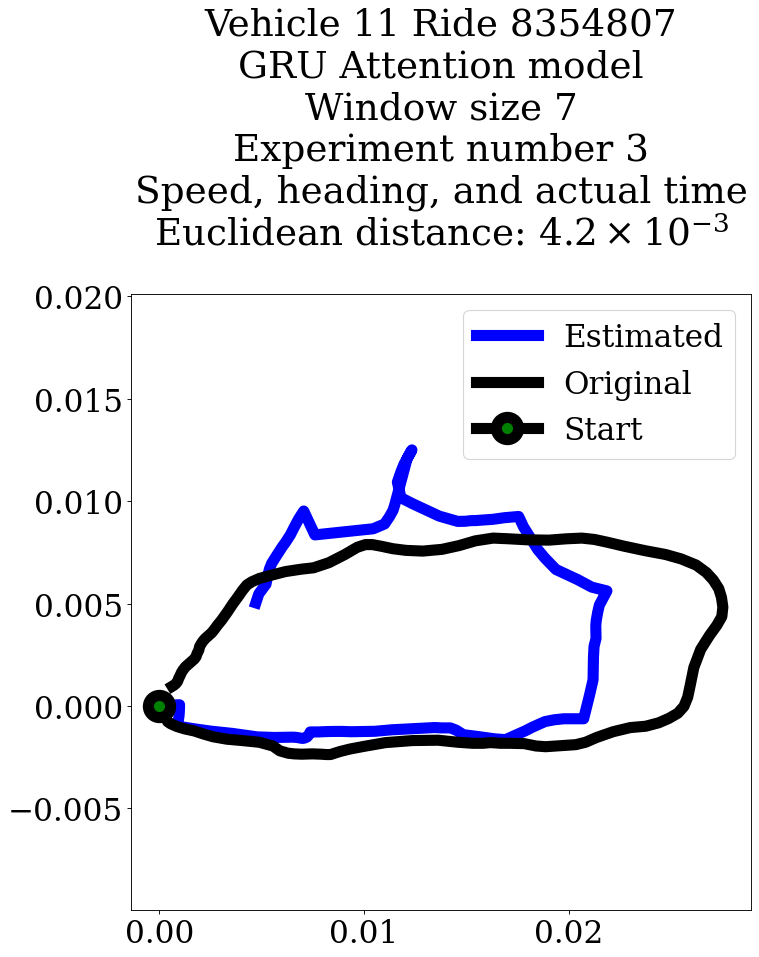 Vehicle 11 Ride 8354807
GRU Attention model
Window size 7
Experiment number 3
Speed, heading, and actual time
Euclidean distance: 4.2 × 10⁻³
0.020
0.015
0.010
0.005
0.000
−0.005
Estimated
Original
Start
0.00 0.01 0.02